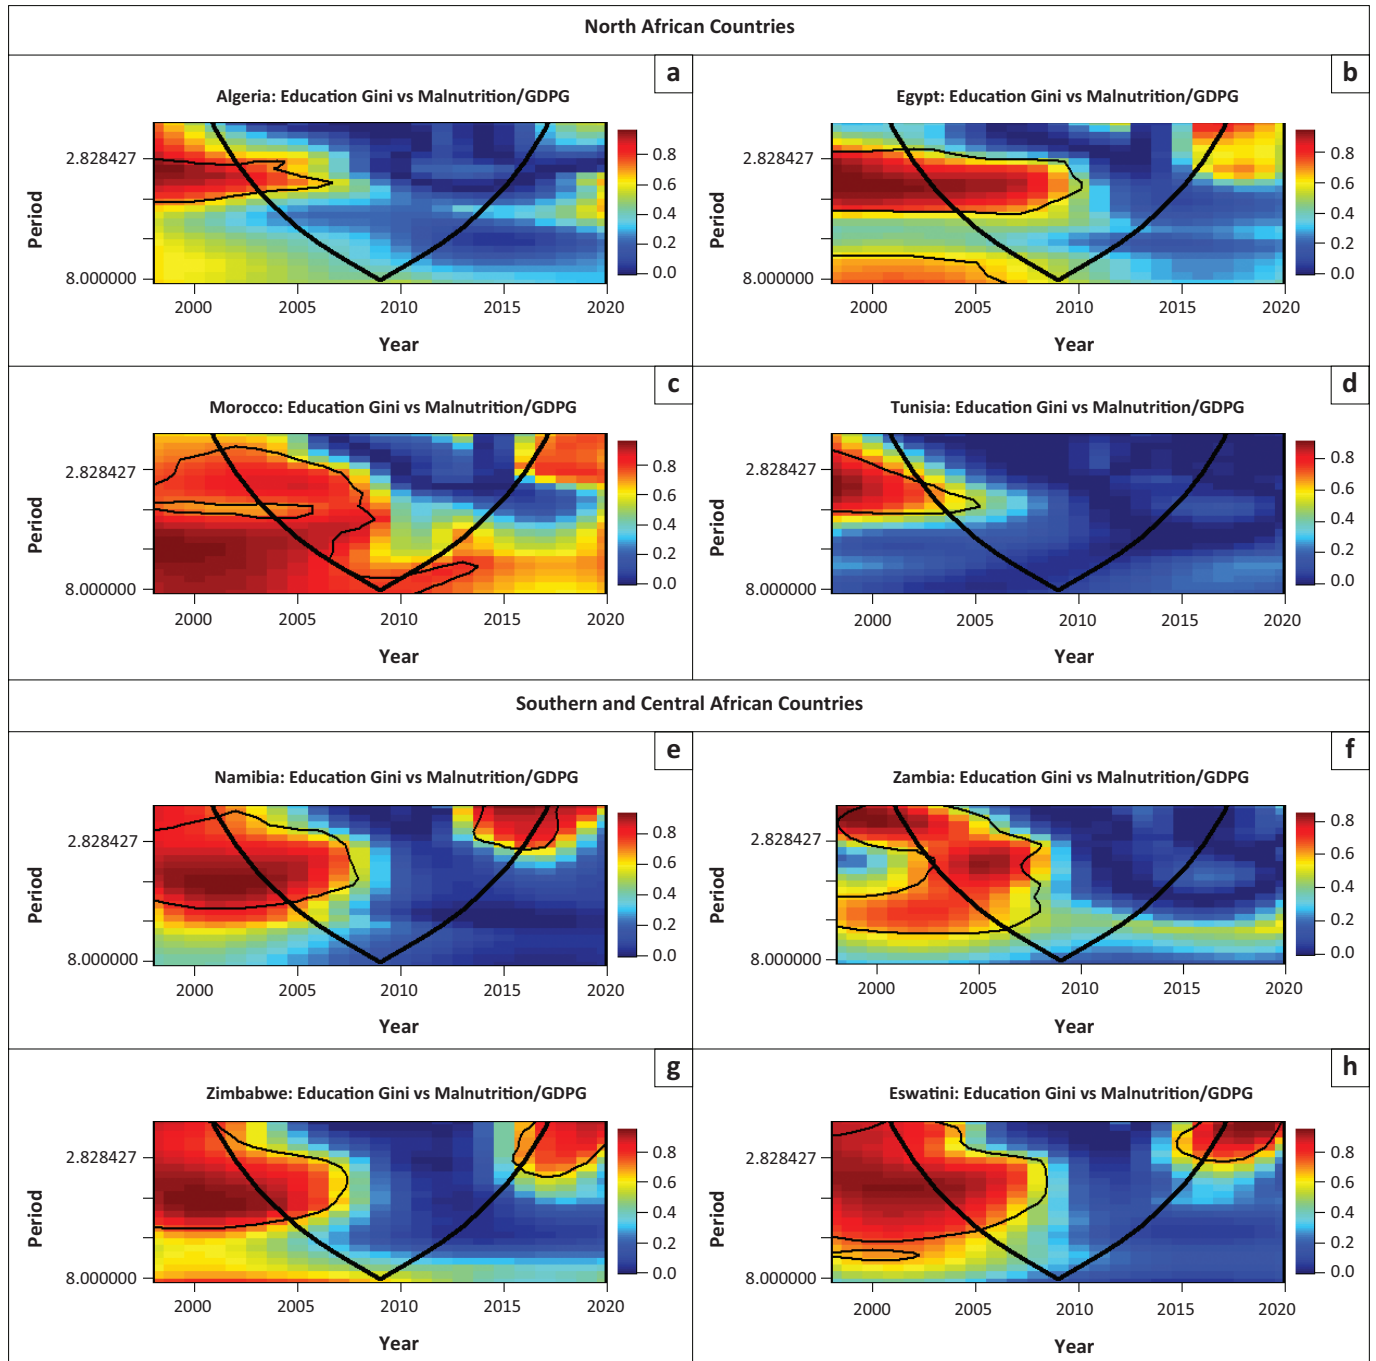 North African Countries
a
Algeria: Education Gini vs Malnutrition/GDPG
2.828427
8.000000
Period
2000 2005 2010 2015 2020
Year
0.8
0.6
0.4
0.2
0.0
b
Egypt: Education Gini vs Malnutrition/GDPG
2.828427
8.000000
Period
2000 2005 2010 2015 2020
Year
0.8
0.6
0.4
0.2
0.0
c
Morocco: Education Gini vs Malnutrition/GDPG
2.828427
8.000000
Period
2000 2005 2010 2015 2020
Year
0.8
0.6
0.4
0.2
0.0
d
Tunisia: Education Gini vs Malnutrition/GDPG
2.828427
8.000000
Period
2000 2005 2010 2015 2020
Year
0.8
0.6
0.4
0.2
0.0
Southern and Central African Countries
e
Namibia: Education Gini vs Malnutrition/GDPG
2.828427
8.000000
Period
2000 2005 2010 2015 2020
Year
0.8
0.6
0.4
0.2
0.0
f
Zambia: Education Gini vs Malnutrition/GDPG
2.828427
8.000000
Period
2000 2005 2010 2015 2020
Year
0.8
0.6
0.4
0.2
0.0
g
Zimbabwe: Education Gini vs Malnutrition/GDPG
2.828427
8.000000
Period
2000 2005 2010 2015 2020
Year
0.8
0.6
0.4
0.2
0.0
h
Eswatini: Education Gini vs Malnutrition/GDPG
2.828427
8.000000
Period
2000 2005 2010 2015 2020
Year
0.8
0.6
0.4
0.2
0.0